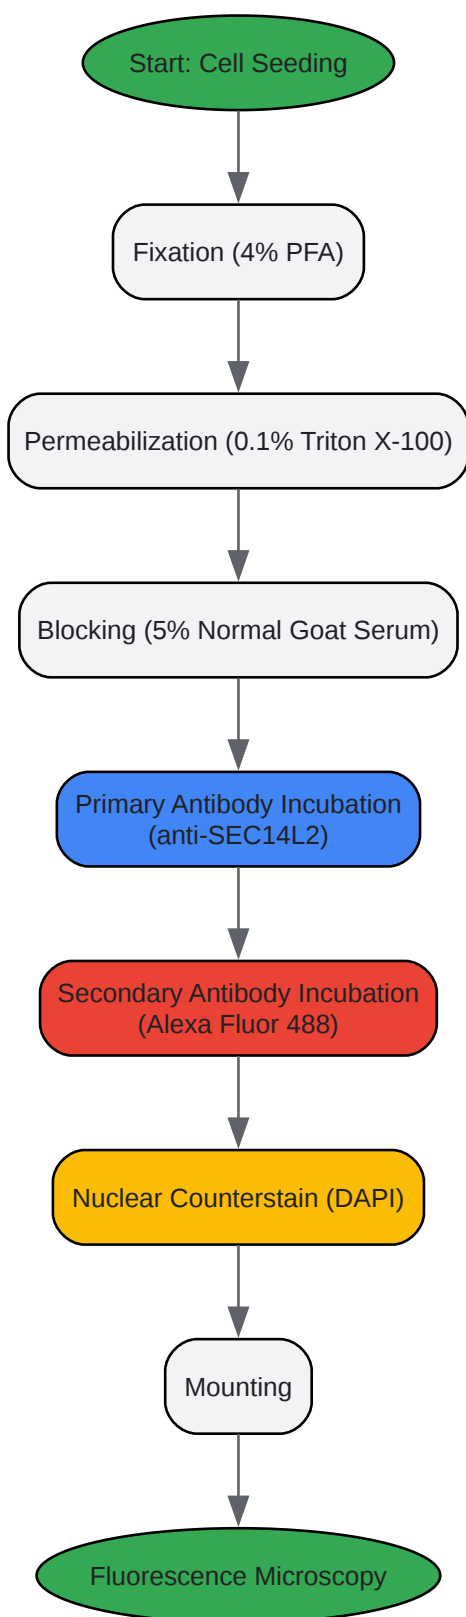 Start: Cell Seeding
Fixation (4% PFA)
Permeabilization (0.1% Triton X-100)
Blocking (5% Normal Goat Serum)
Primary Antibody Incubation
(anti-SEC14L2)
Secondary Antibody Incubation
(Alexa Fluor 488)
Nuclear Counterstain (DAPI)
Mounting
Fluorescence Microscopy